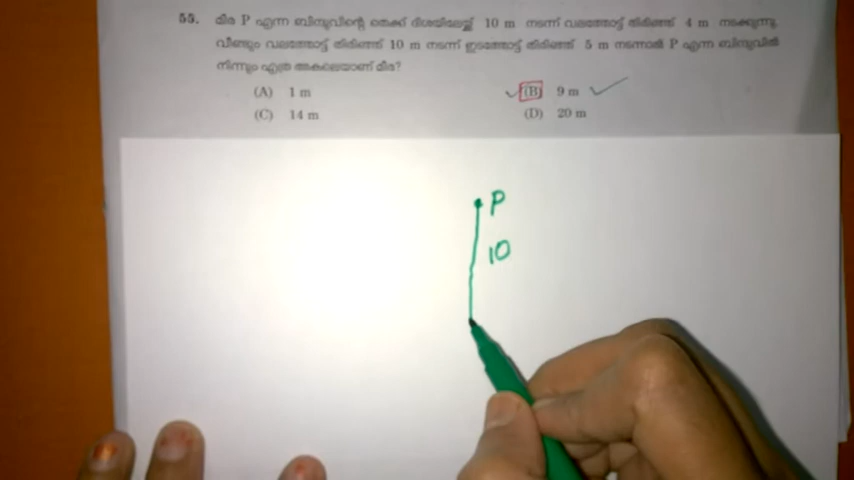 55. മീര P എന്ന ബിന്ദുവിന്റെ തെക്ക് ദിശയിലേയ്ക്ക് 10 m നടന്ന് വലത്തോട്ട് തിരിഞ്ഞ് 4 m നടക്കുന്നു.
വീണ്ടും വലത്തോട്ട് തിരിഞ്ഞ് 10 m നടന്ന് ഇടത്തോട്ട് തിരിഞ്ഞ് 5 m നടന്നാൽ P എന്ന ബിന്ദുവിൽ
നിന്നും എത്ര അകലെയാണ് മീര?
(A) 1 m (B) 9 m
(C) 14 m (D) 20 m
P
10